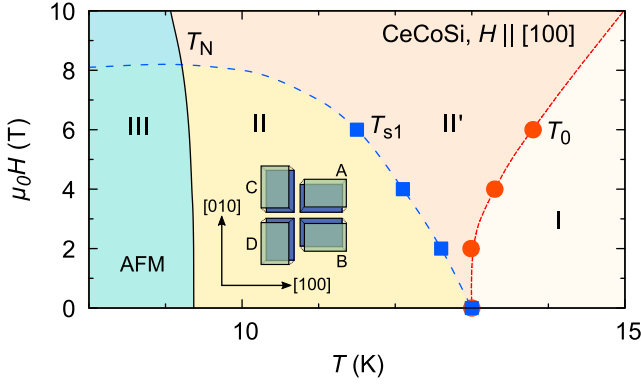 10
8
6
4
2
0
μ₀H (T)
CeCoSi, H || [100]
T_N
III
II
T_s1
II'
T_0
I
AFM
C
A
D
B
[010]
[100]
10
15
T (K)